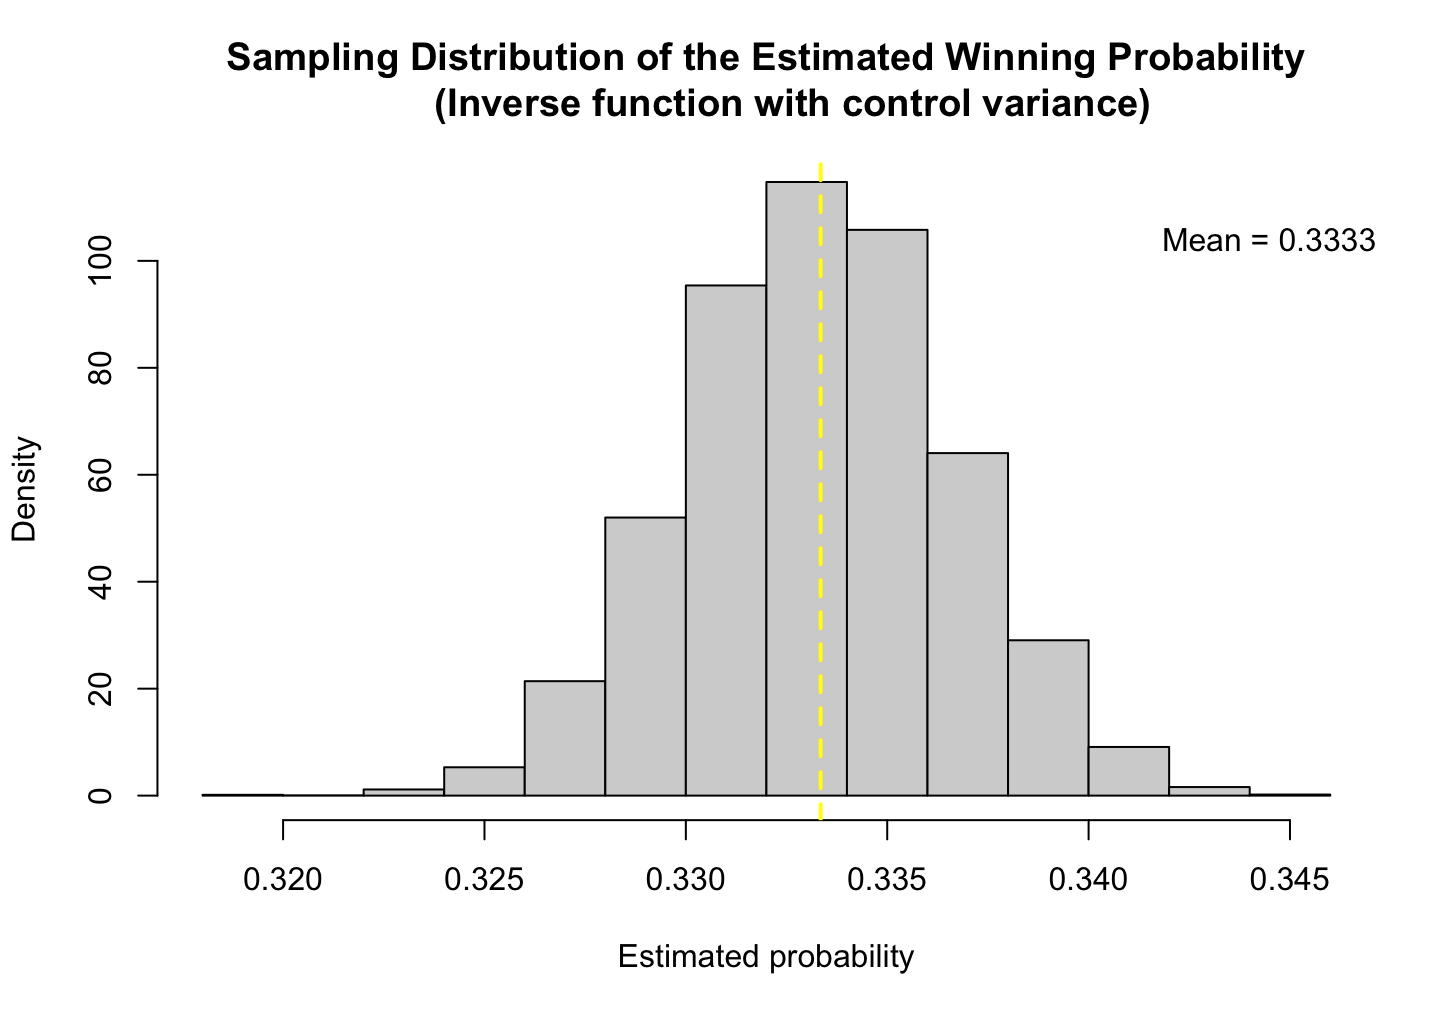 Sampling Distribution of the Estimated Winning Probability
(Inverse function with control variance)
Mean = 0.3333
Density
100
80
60
40
20
0
0.320 0.325 0.330 0.335 0.340 0.345
Estimated probability